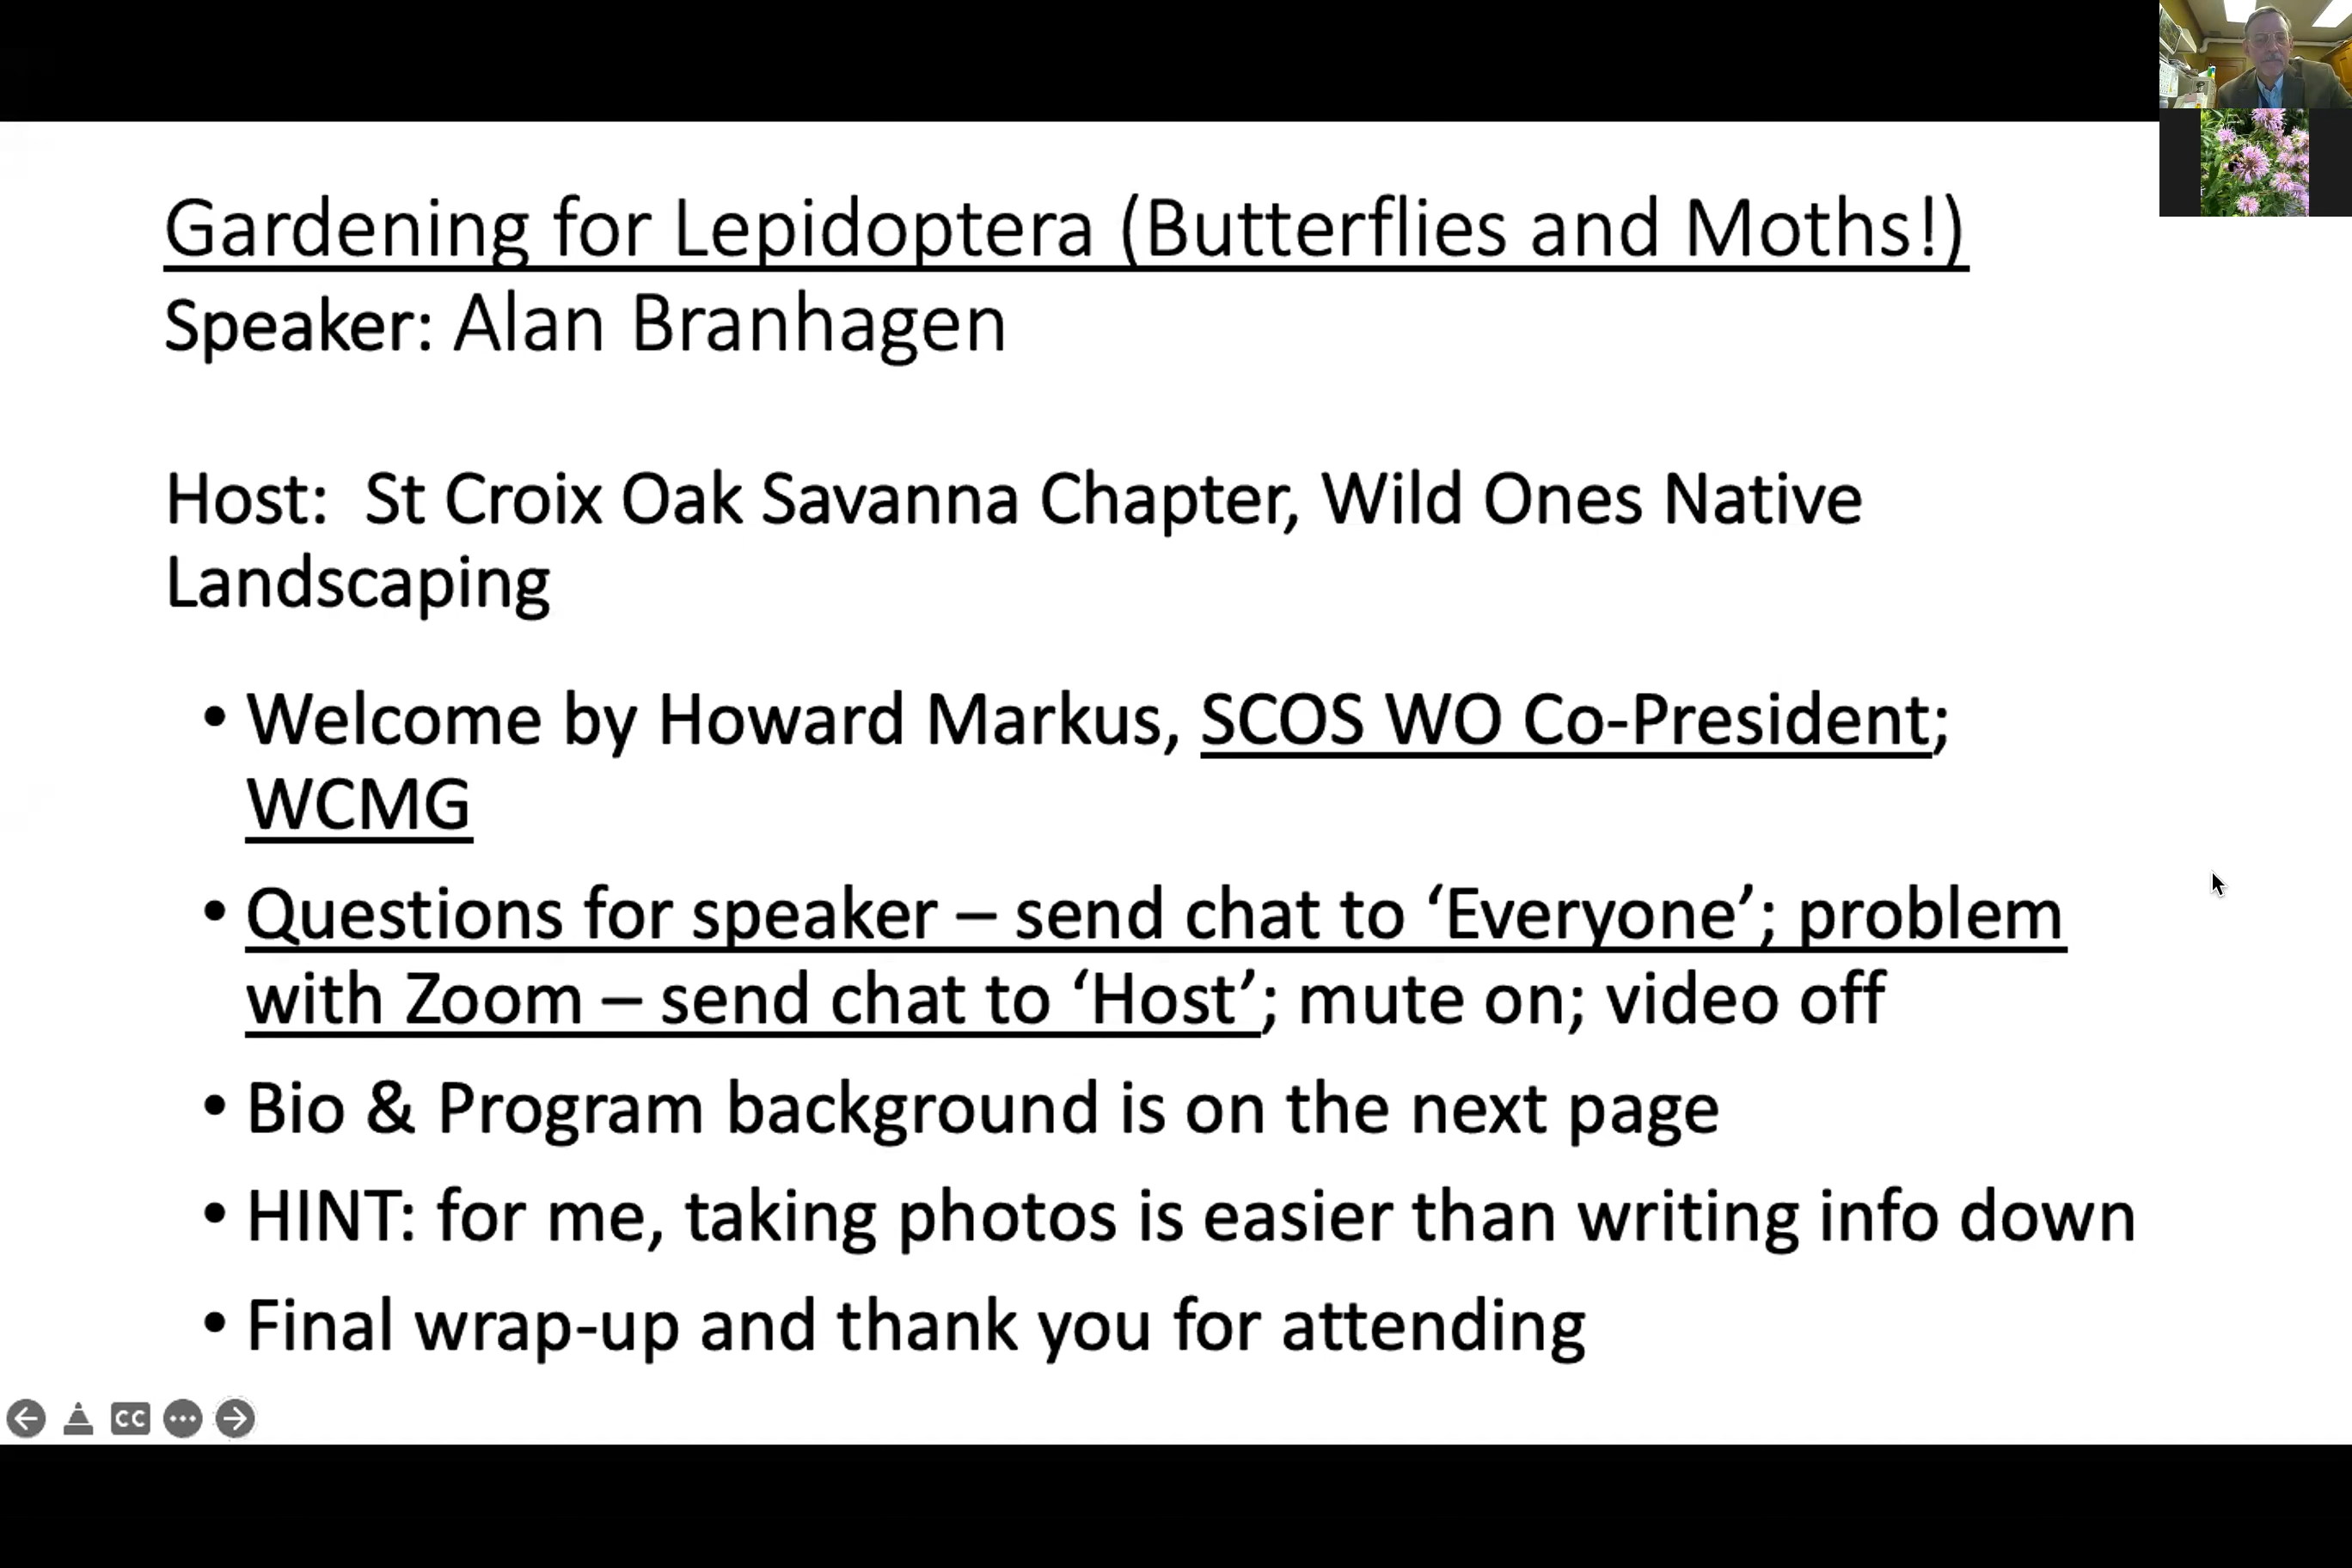 Gardening for Lepidoptera (Butterflies and Moths!)
Speaker: Alan Branhagen
Host: St Croix Oak Savanna Chapter, Wild Ones Native
Landscaping
• Welcome by Howard Markus, SCOS WO Co-President;
WCMG
• Questions for speaker – send chat to ‘Everyone’; problem
with Zoom – send chat to ‘Host’; mute on; video off
• Bio & Program background is on the next page
• HINT: for me, taking photos is easier than writing info down
• Final wrap-up and thank you for attending
CC